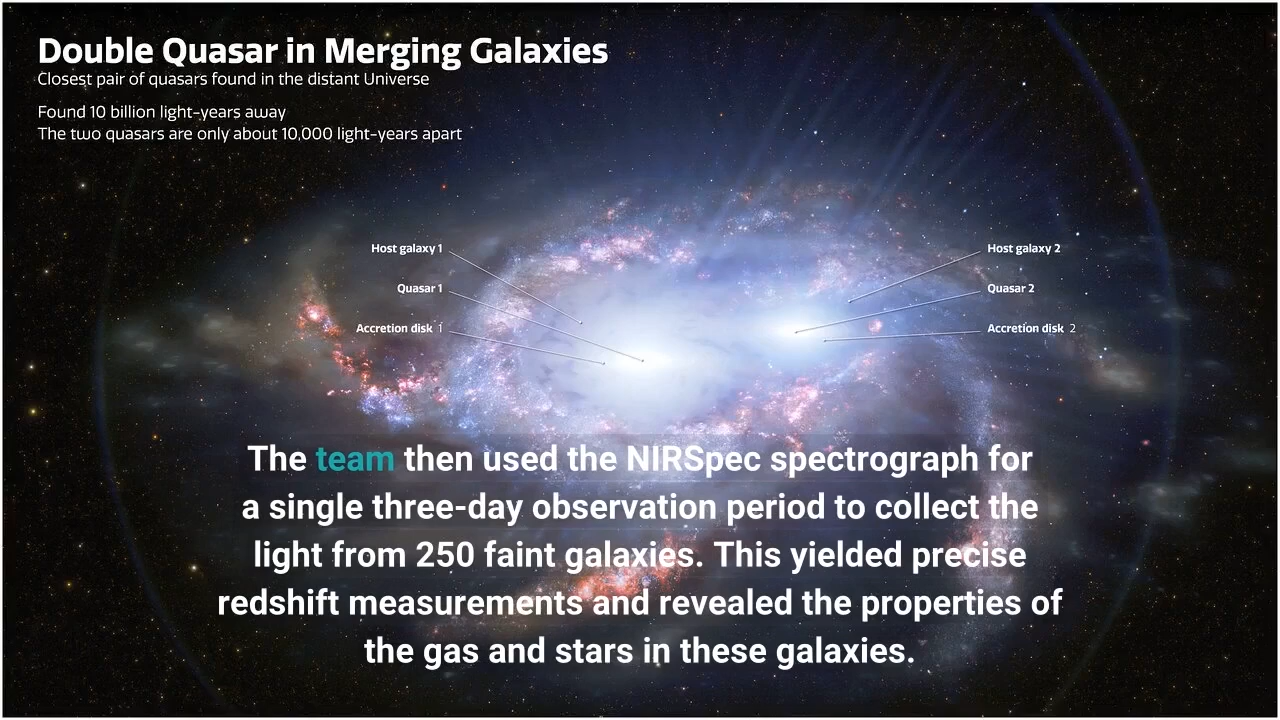 Double Quasar in Merging Galaxies
Closest pair of quasars found in the distant Universe
Found 10 billion light-years away
The two quasars are only about 10,000 light-years apart
Host galaxy 1
Quasar 1
Accretion disk 1
Host galaxy 2
Quasar 2
Accretion disk 2
The team then used the NIRSpec spectrograph for
a single three-day observation period to collect the
light from 250 faint galaxies. This yielded precise
redshift measurements and revealed the properties of
the gas and stars in these galaxies.